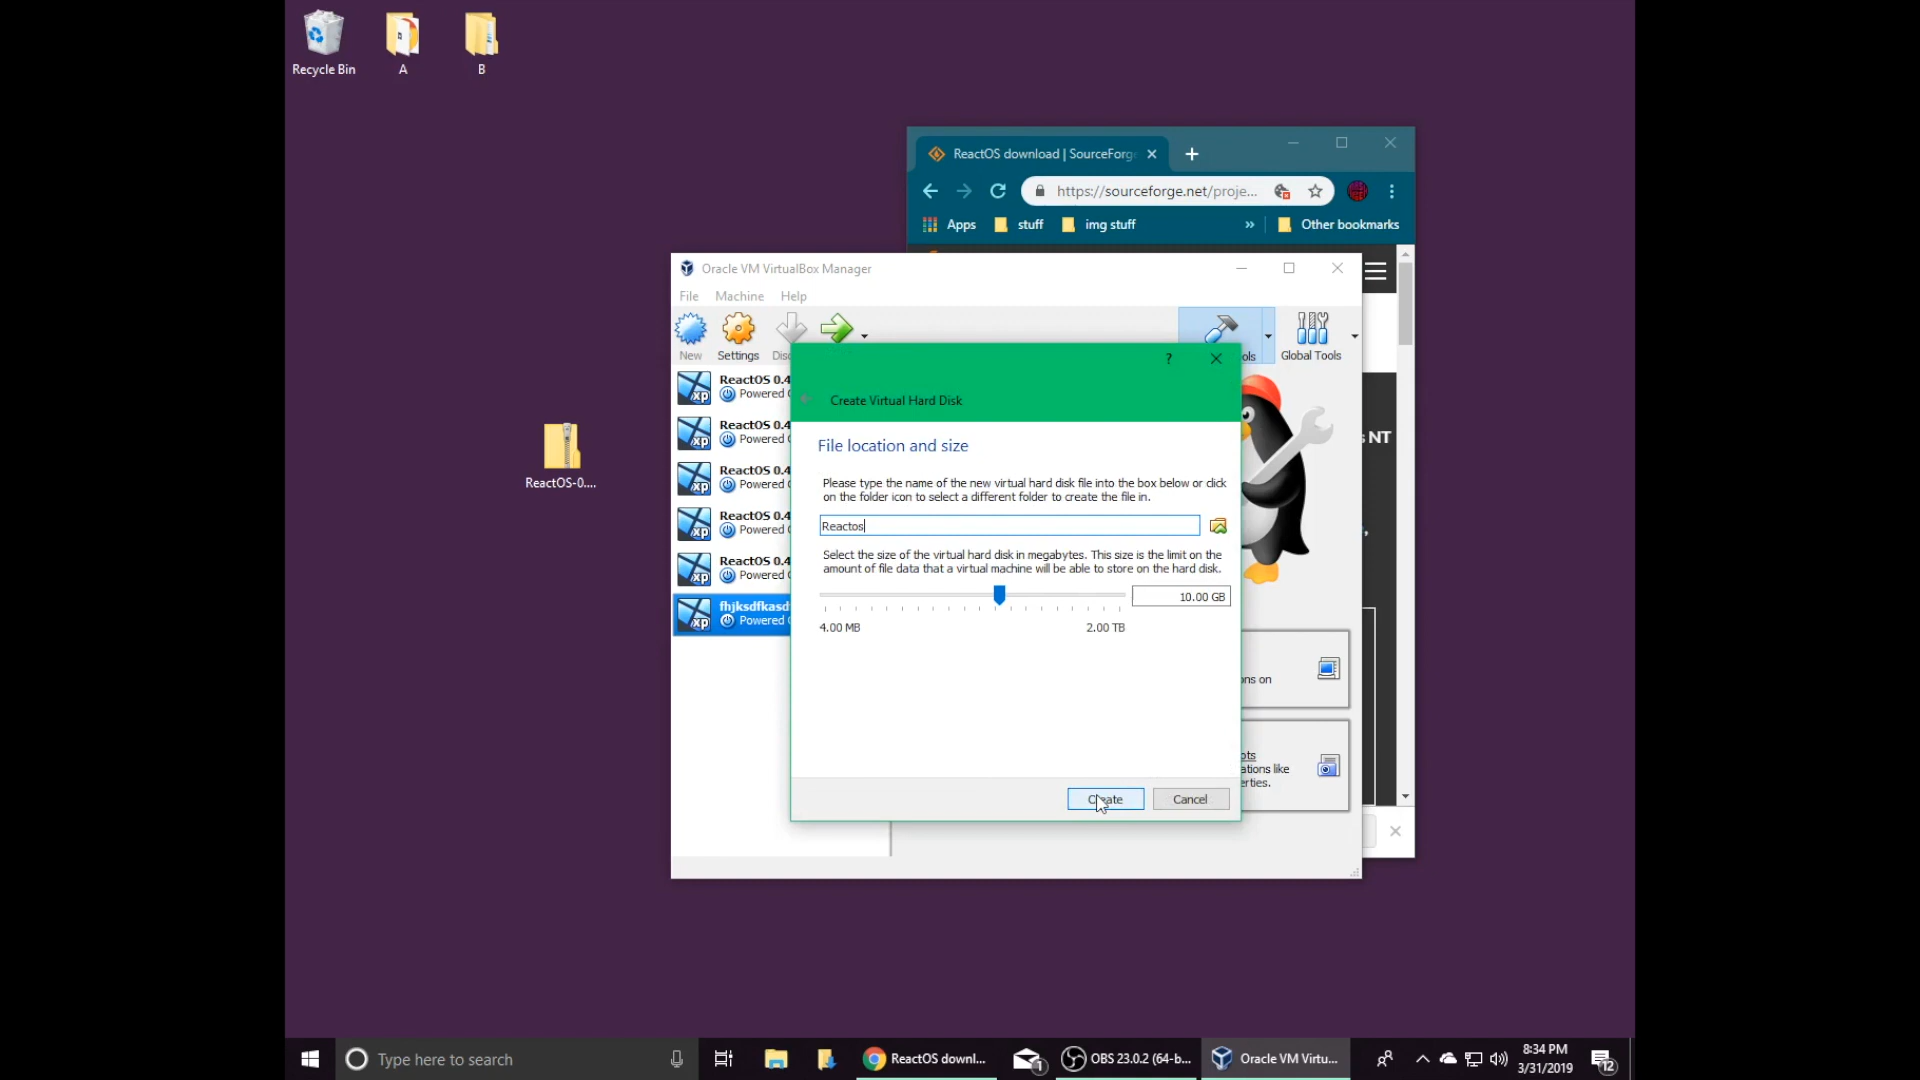 Recycle Bin
A
B
ReactOS-0....
ReactOS download | SourceForge
https://sourceforge.net/proje...
Apps
stuff
img stuff
»
Other bookmarks
NT
Oracle VM VirtualBox Manager
File
Machine
Help
New
Settings
Global Tools
ReactOS 0.4
Powered
ReactOS 0.4
Powered
ReactOS 0.4
Powered
ReactOS 0.4
Powered
ReactOS 0.4
Powered
fhjksdfkasd
Powered
?
Create Virtual Hard Disk
File location and size
Please type the name of the new virtual hard disk file into the box below or click
on the folder icon to select a different folder to create the file in.
Reactos
Select the size of the virtual hard disk in megabytes. This size is the limit on the
amount of file data that a virtual machine will be able to store on the hard disk.
10.00 GB
4.00 MB
2.00 TB
Create
Cancel
ons on
ots
ations like
erties.
Type here to search
ReactOS downl...
1
OBS 23.0.2 (64-b...
Oracle VM Virtu...
8:34 PM
3/31/2019
12